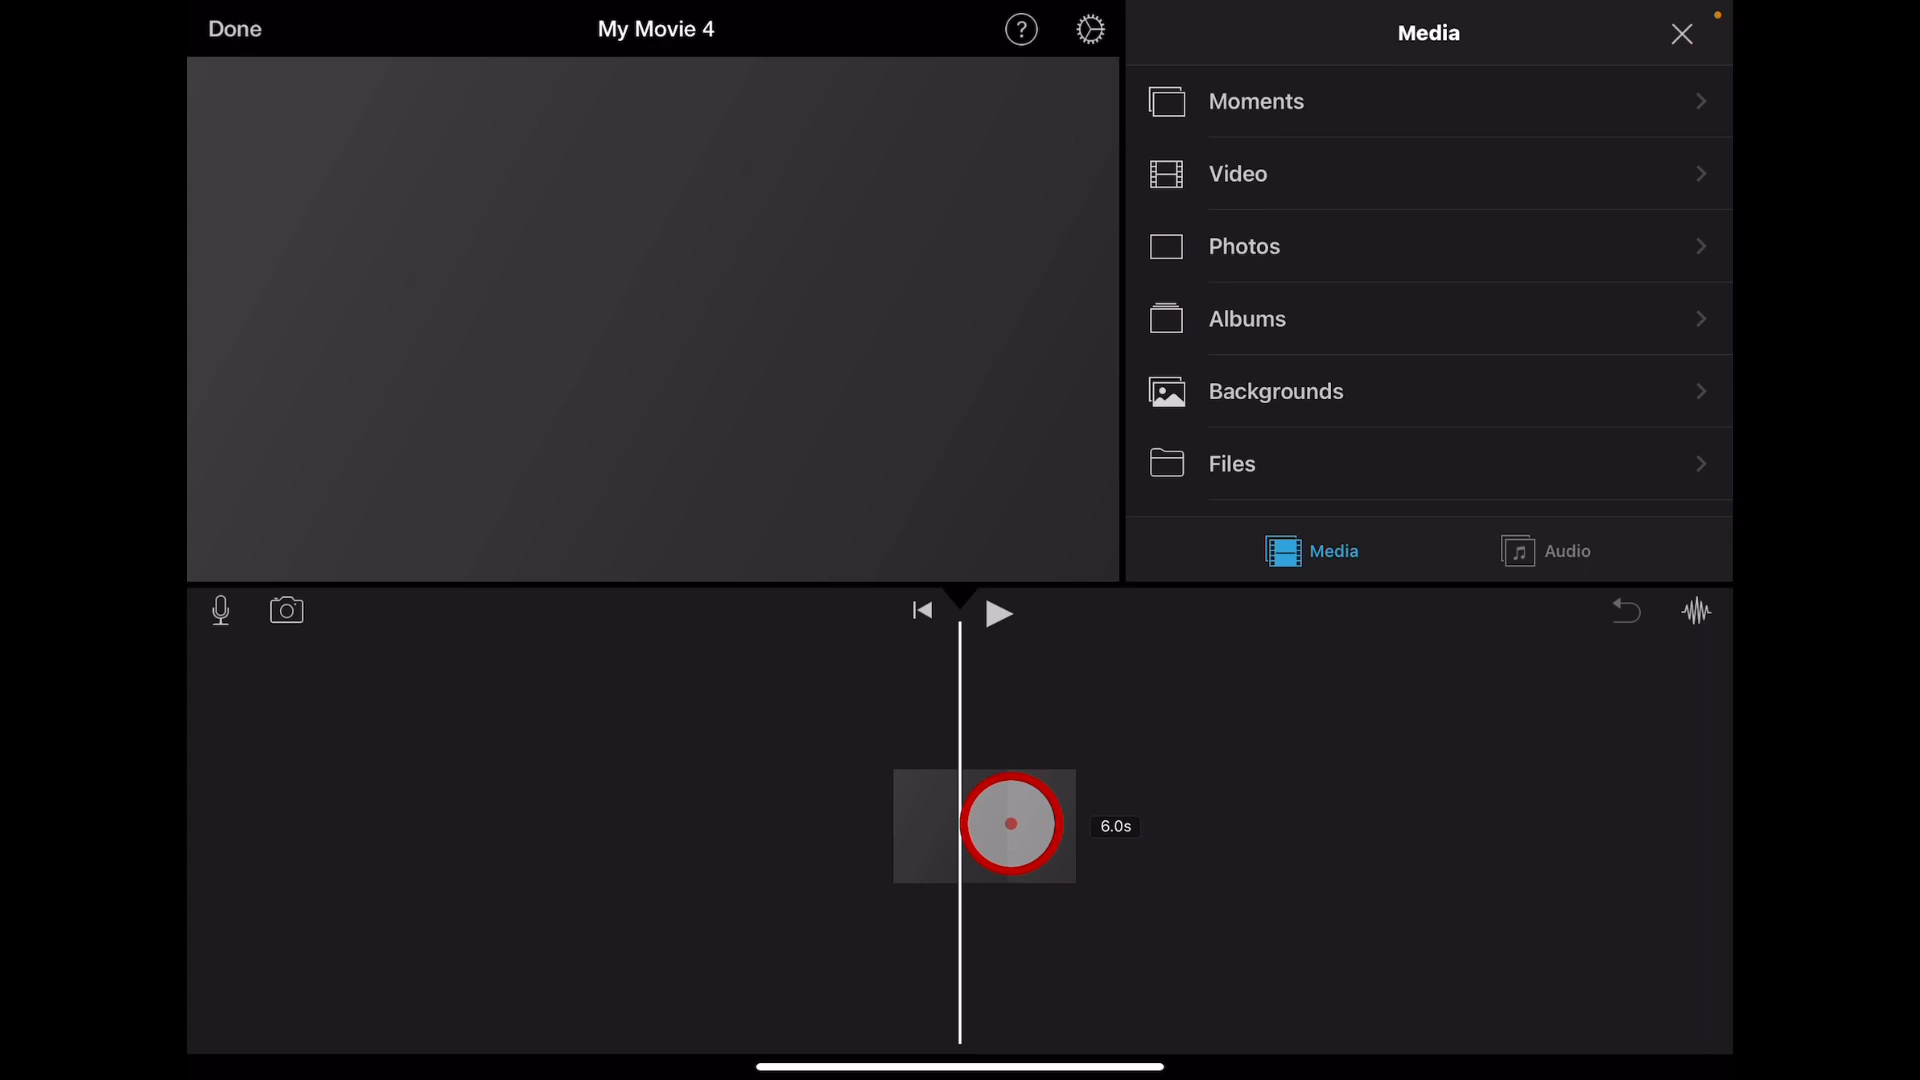 Done
My Movie 4
?
Media
Moments
Video
Photos
Albums
Backgrounds
Files
Media
Audio
6.0s